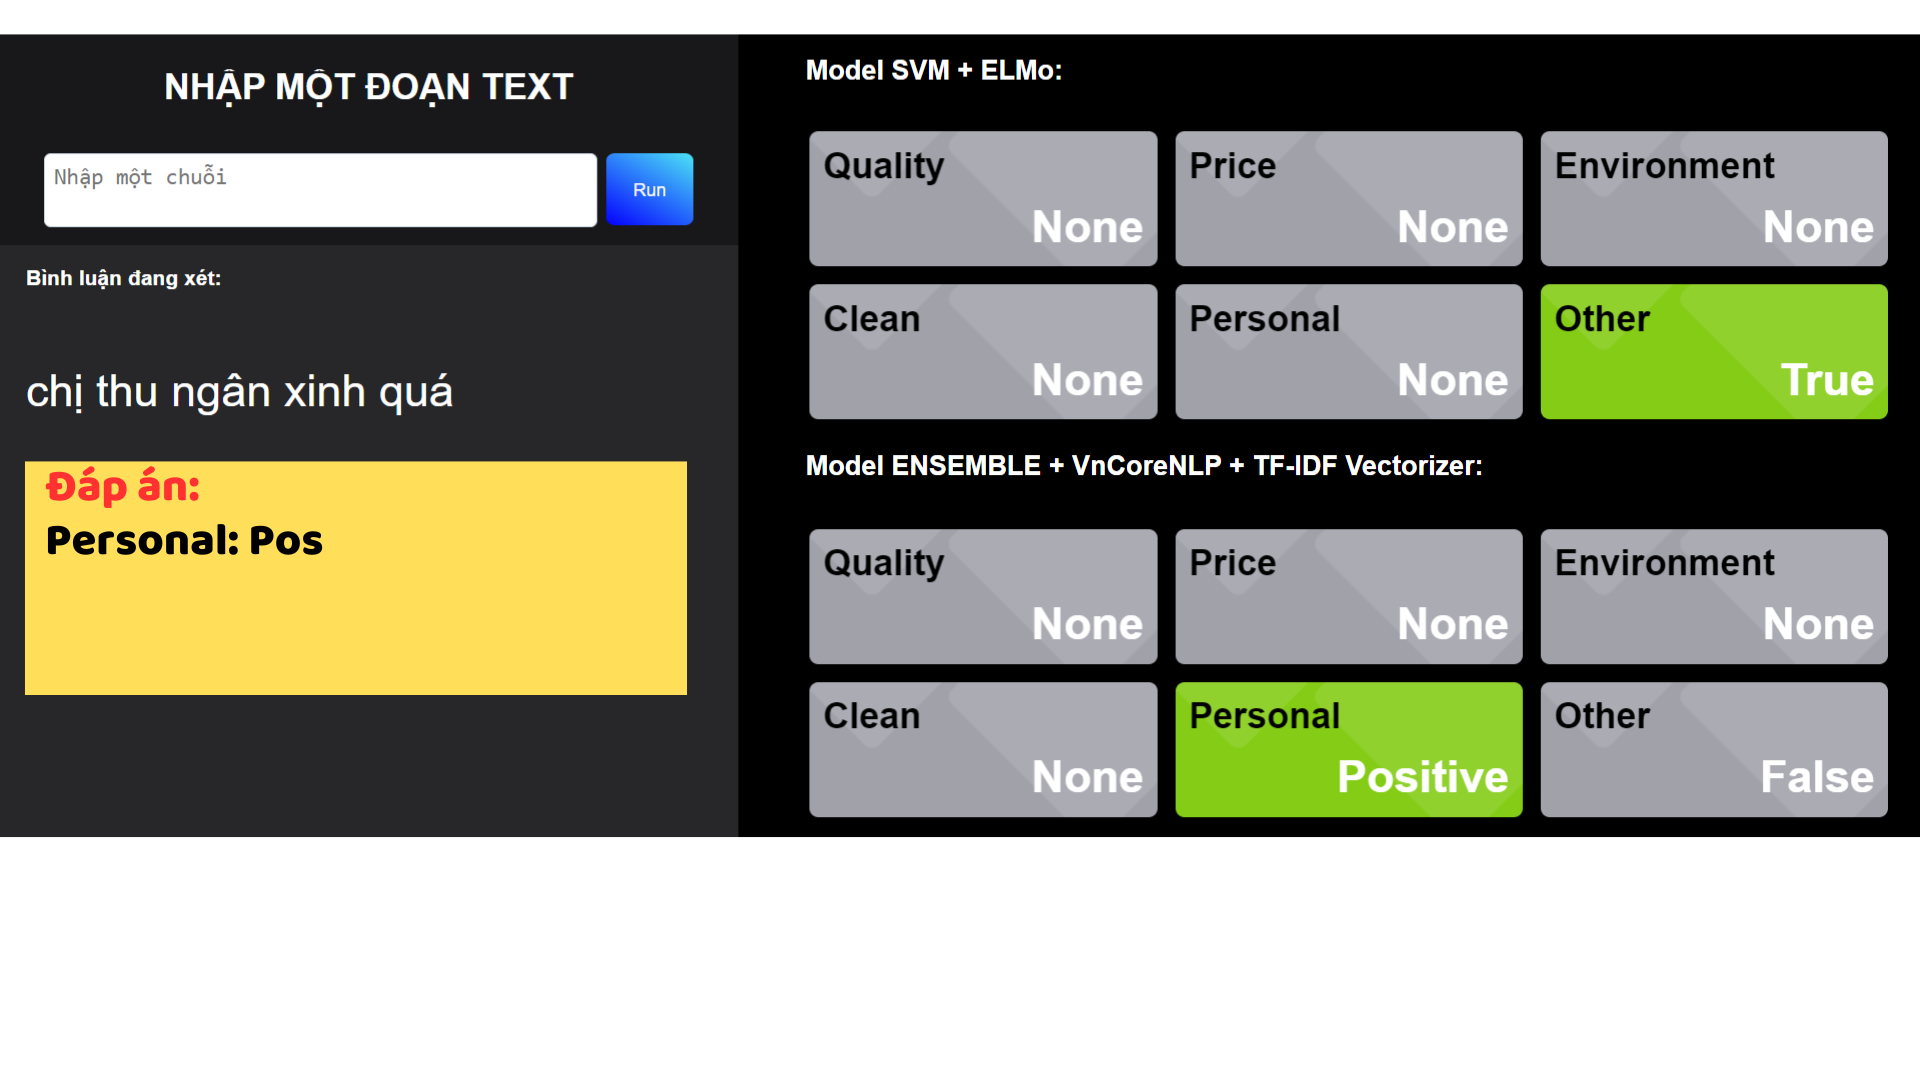 NHẬP MỘT ĐOẠN TEXT
Nhập một chuỗi
Run
Bình luận đang xét:
chị thu ngân xinh quá
Đáp án:
Personal: Pos
Model SVM + ELMo:
Quality
None
Price
None
Environment
None
Clean
None
Personal
None
Other
True
Model ENSEMBLE + VnCoreNLP + TF-IDF Vectorizer:
Quality
None
Price
None
Environment
None
Clean
None
Personal
Positive
Other
False